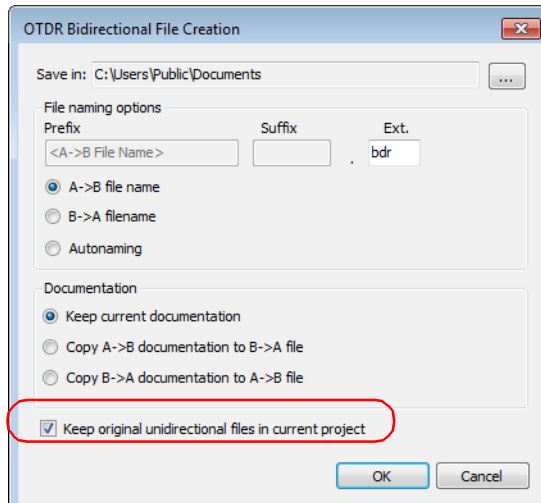 OTDR Bidirectional File Creation
Save in: C:\Users\Public\Documents ...
File naming options
Prefix Suffix Ext.
<A->B File Name> . bdr
A->B file name
B->A filename
Autonaming
Documentation
Keep current documentation
Copy A->B documentation to B->A file
Copy B->A documentation to A->B file
Keep original unidirectional files in current project
OK Cancel